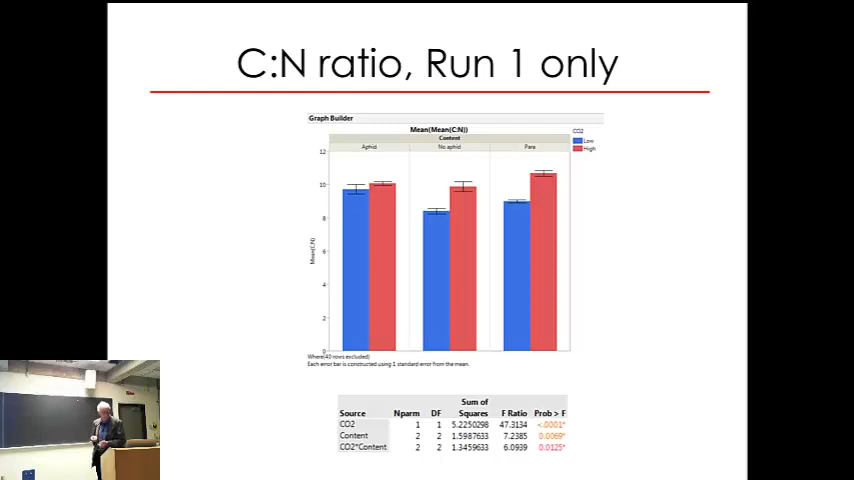 C:N ratio, Run 1 only
Graph Builder
Mean(Mean(C:N))
Content
Aphid No aphid Para
CO2
Low
High
12
10
8
6
4
2
0
Mean(C:N)
Where(40 rows excluded)
Each error bar is constructed using 1 standard error from the mean.
Sum of
Source Nparm DF Squares F Ratio Prob > F
CO2 1 1 5.2250298 47.3134 <.0001*
Content 2 2 1.5987633 7.2385 0.0069*
CO2*Content 2 2 1.3459633 6.0939 0.0125*